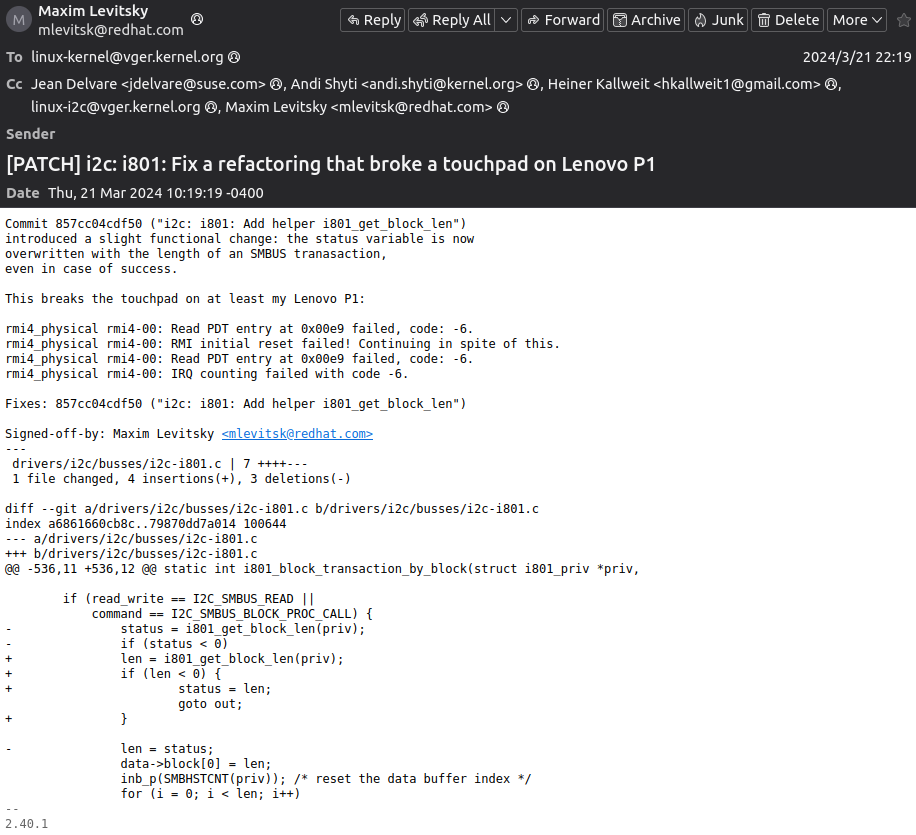 M Maxim Levitsky
mlevitsk@redhat.com
Reply Reply All Forward Archive Junk Delete More
To linux-kernel@vger.kernel.org 2024/3/21 22:19
Cc Jean Delvare <jdelvare@suse.com>, Andi Shyti <andi.shyti@kernel.org>, Heiner Kallweit <hkallweit1@gmail.com>,
linux-i2c@vger.kernel.org, Maxim Levitsky <mlevitsk@redhat.com>
Sender
[PATCH] i2c: i801: Fix a refactoring that broke a touchpad on Lenovo P1
Date Thu, 21 Mar 2024 10:19:19 -0400
Commit 857cc04cdf50 ("i2c: i801: Add helper i801_get_block_len")
introduced a slight functional change: the status variable is now
overwritten with the length of an SMBUS tranasaction,
even in case of success.
This breaks the touchpad on at least my Lenovo P1:
rmi4_physical rmi4-00: Read PDT entry at 0x00e9 failed, code: -6.
rmi4_physical rmi4-00: RMI initial reset failed! Continuing in spite of this.
rmi4_physical rmi4-00: Read PDT entry at 0x00e9 failed, code: -6.
rmi4_physical rmi4-00: IRQ counting failed with code -6.
Fixes: 857cc04cdf50 ("i2c: i801: Add helper i801_get_block_len")
Signed-off-by: Maxim Levitsky <mlevitsk@redhat.com>
---
 drivers/i2c/busses/i2c-i801.c | 7 ++++---
 1 file changed, 4 insertions(+), 3 deletions(-)
diff --git a/drivers/i2c/busses/i2c-i801.c b/drivers/i2c/busses/i2c-i801.c
index a6861660cb8c..79870dd7a014 100644
--- a/drivers/i2c/busses/i2c-i801.c
+++ b/drivers/i2c/busses/i2c-i801.c
@@ -536,11 +536,12 @@ static int i801_block_transaction_by_block(struct i801_priv *priv,
        if (read_write == I2C_SMBUS_READ ||
            command == I2C_SMBUS_BLOCK_PROC_CALL) {
-               status = i801_get_block_len(priv);
-               if (status < 0)
+               len = i801_get_block_len(priv);
+               if (len < 0) {
+                       status = len;
                        goto out;
+               }
-               len = status;
                data->block[0] = len;
                inb_p(SMBHSTCNT(priv)); /* reset the data buffer index */
                for (i = 0; i < len; i++)
--
2.40.1